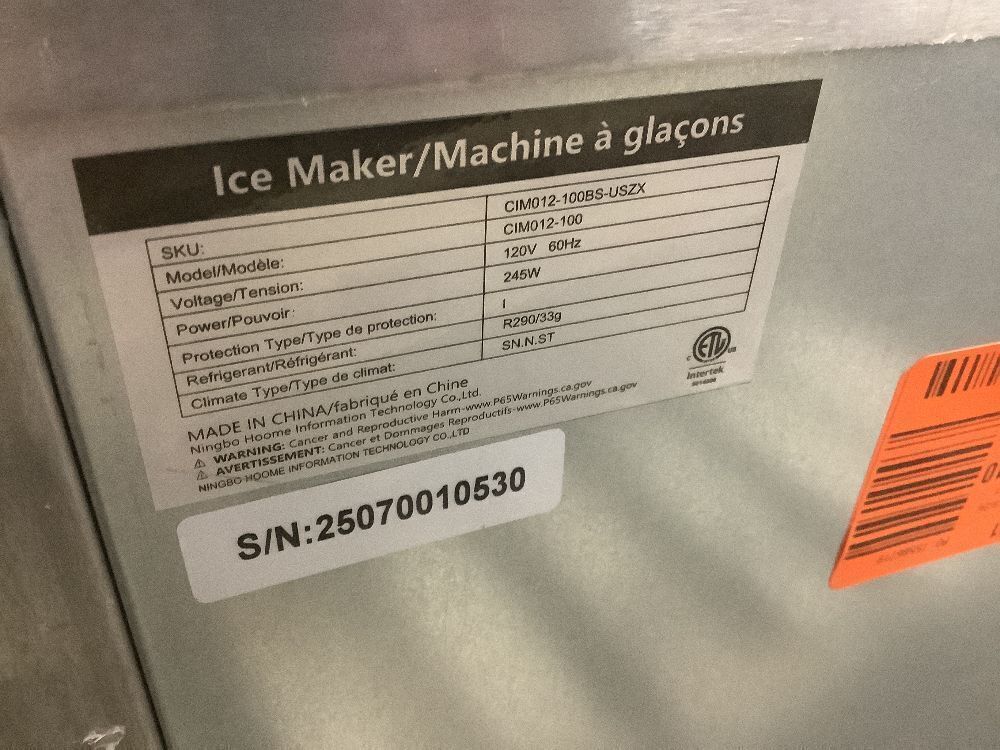 Ice Maker/Machine à glaçons
SKU: CIM012-100BS-USZX
Model/Modèle: CIM012-100
Voltage/Tension: 120V 60Hz
Power/Pouvoir: 245W
Protection Type/Type de protection: I
Refrigerant/Réfrigérant: R290/33g
Climate Type/Type de climat: SN.N.ST
MADE IN CHINA/fabriqué en Chine
Ningbo Hoome Information Technology Co.,Ltd.
WARNING: Cancer and Reproductive Harm-www.P65Warnings.ca.gov
AVERTISSEMENT: Cancer et Dommages Reproductifs-www.P65Warnings.ca.gov
NINGBO HOOME INFORMATION TECHNOLOGY CO.,LTD
c ETL us
Intertek
S/N:25070010530